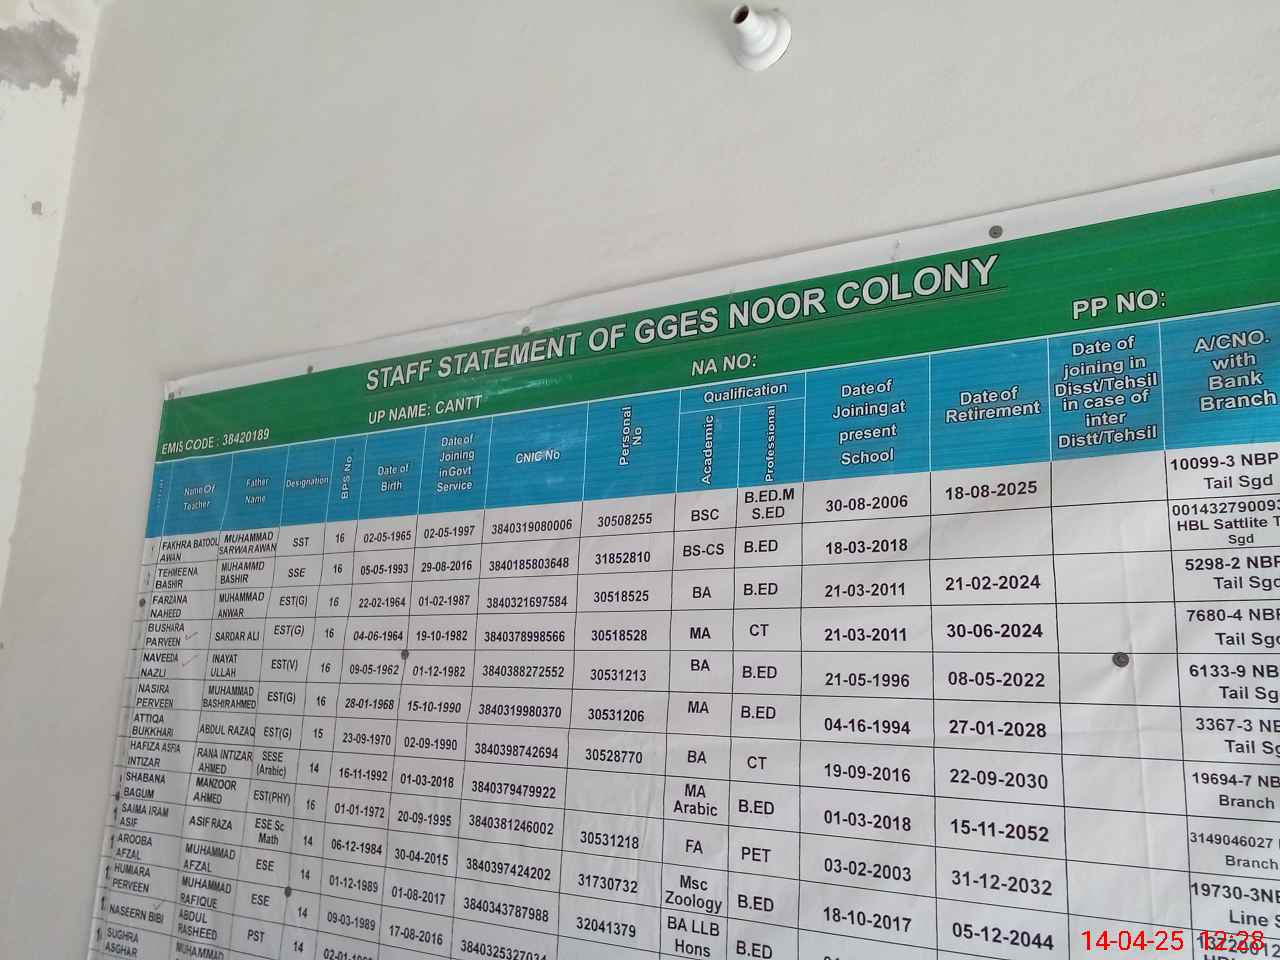 STAFF STATEMENT OF GGES NOOR COLONY
EMIS CODE : 38420189 UP NAME: CANTT NA NO: PP NO:
Name Of Teacher Father Name Designation BPS No Date of Birth Date of Joining in Govt Service CNIC No Personal No Qualification Academic Professional Date of Joining at present School Date of Retirement Date of joining in Disst/Tehsil in case of inter Distt/Tehsil A/CNO. with Bank Branch
FAKHRA BATOOL AWAN MUHAMMAD SARWAR AWAN SST 16 02-05-1965 02-05-1997 3840319080006 30508255 BSC B.ED.M S.ED 30-08-2006 18-08-2025 10099-3 NBP Tail Sgd
TEHMEENA BASHIR MUHAMMD BASHIR SSE 16 05-05-1993 29-08-2016 3840185803648 31852810 BS-CS B.ED 18-03-2018 HBL Sattlite T Sgd
FARZANA NAHEED MUHAMMAD ANWAR EST(G) 16 22-02-1964 01-02-1987 3840321697584 30518525 BA B.ED 21-03-2011 21-02-2024 5298-2 NBP Tail Sgd
BUSHARA PARVEEN SARDAR ALI EST(G) 16 04-06-1964 19-10-1982 3840378998566 30518528 MA CT 21-03-2011 30-06-2024 7680-4 NBP Tail Sgd
NAVEEDA NAZLI INAYAT ULLAH EST(V) 16 09-05-1962 01-12-1982 3840388272552 30531213 BA B.ED 21-05-1996 08-05-2022 6133-9 NB Tail Sg
NASIRA PERVEEN MUHAMMAD BASHIR AHMED EST(G) 16 28-01-1968 15-10-1990 3840319980370 30531206 MA B.ED 04-16-1994 27-01-2028 3367-3 NB Tail Sg
ATTIQA BUKKHARI ABDUL RAZAQ EST(G) 15 23-09-1970 02-09-1990 3840398742694 30528770 BA CT 19-09-2016 22-09-2030 19694-7 NB Branch
HAFIZA ASFIA INTIZAR RANA INTIZAR AHMED SESE (Arabic) 14 16-11-1992 01-03-2018 3840379479922 MA Arabic B.ED 01-03-2018 15-11-2052 3149046027 Branch
SHABANA BAGUM MANZOOR AHMED EST(PHY) 16 01-01-1972 20-09-1995 3840381246002 30531218 FA PET 03-02-2003 31-12-2032 19730-3NB Line S
SAIMA IRAM ASIF ASIF RAZA ESE Sc Math 14 06-12-1984 30-04-2015 3840397424202 31730732 Msc Zoology B.ED 18-10-2017 05-12-2044
AROOBA AFZAL MUHAMMAD AFZAL ESE 14 01-12-1989 01-08-2017 3840343787988 32041379 BA LLB Hons B.ED
HUMIARA PERVEEN MUHAMMAD RAFIQUE ESE 14 09-03-1989 17-08-2016
NASEERN BIBI ABDUL RASHEED PST 14
SUGHRA ASGHAR MUHAMMAD
14-04-25 12:28